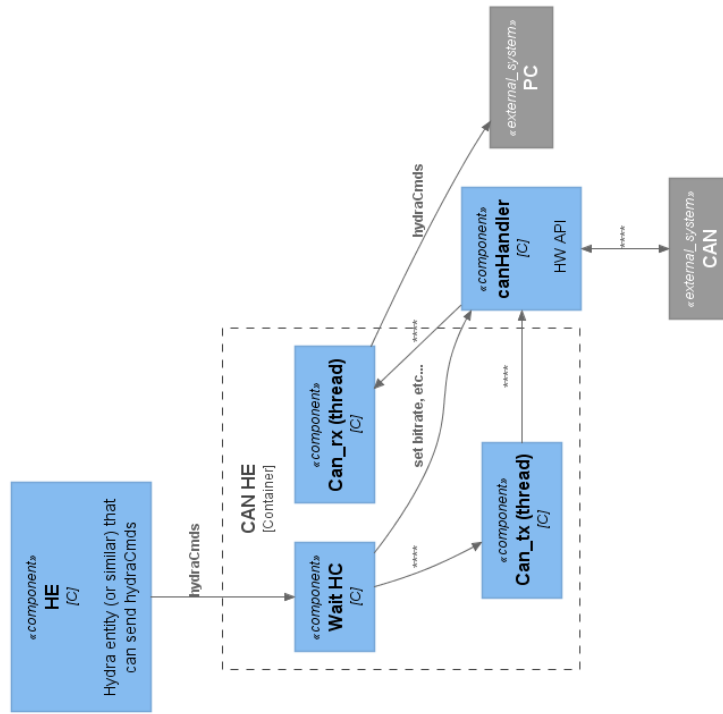 «component»
HE
[C]
Hydra entity (or similar) that
can send hydraCmds
hydraCmds
CAN HE
[Container]
«component»
Wait HC
[C]
«component»
Can_rx (thread)
[C]
hydraCmds
****
set bitrate, etc...
****
«component»
Can_tx (thread)
[C]
****
«component»
canHandler
[C]
HW API
«external_system»
PC
****
«external_system»
CAN